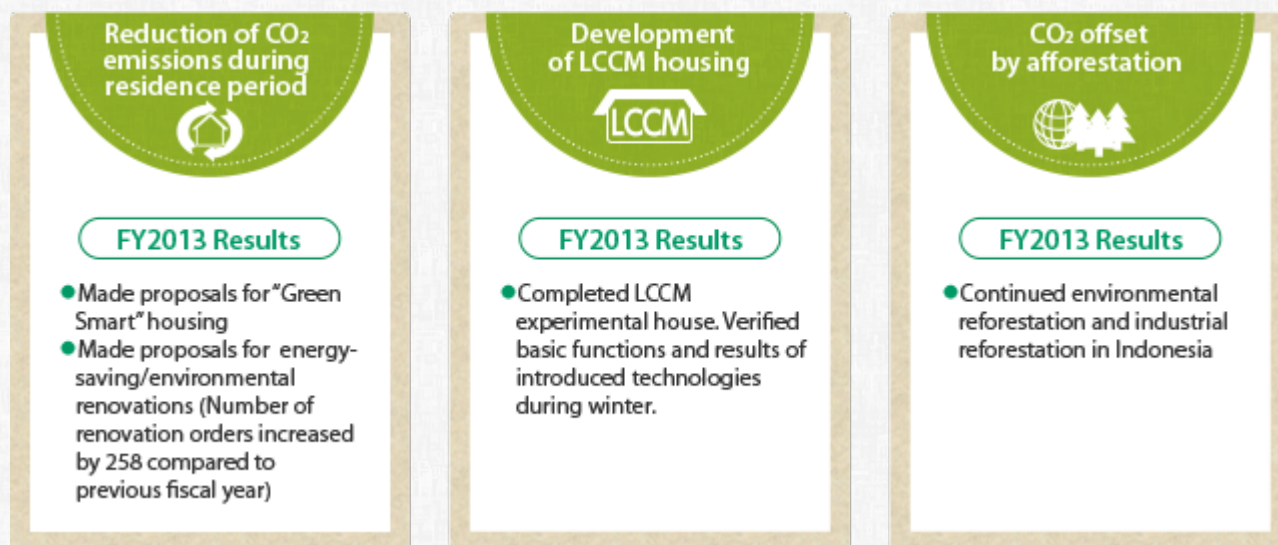 Reduction of CO₂
emissions during
residence period
FY2013 Results
●Made proposals for “Green
Smart” housing
●Made proposals for energy-
saving/environmental
renovations (Number of
renovation orders increased
by 258 compared to
previous fiscal year)
Development
of LCCM housing
LCCM
FY2013 Results
●Completed LCCM
experimental house. Verified
basic functions and results of
introduced technologies
during winter.
CO₂ offset
by afforestation
FY2013 Results
●Continued environmental
reforestation and industrial
reforestation in Indonesia